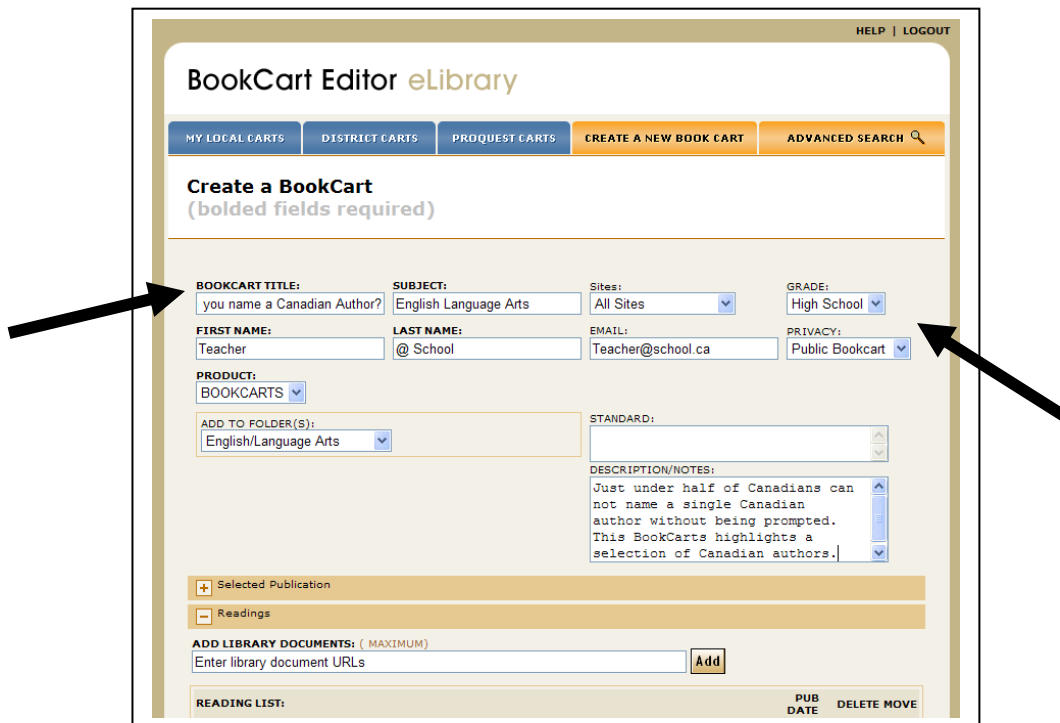 HELP | LOGOUT
BookCart Editor eLibrary
MY LOCAL CARTS DISTRICT CARTS PROQUEST CARTS CREATE A NEW BOOK CART ADVANCED SEARCH
Create a BookCart
(bolded fields required)
BOOKCART TITLE: SUBJECT: Sites: GRADE:
you name a Canadian Author? English Language Arts All Sites High School
FIRST NAME: LAST NAME: EMAIL: PRIVACY:
Teacher @ School Teacher@school.ca Public Bookcart
PRODUCT:
BOOKCARTS
ADD TO FOLDER(S):
English/Language Arts
STANDARD:
DESCRIPTION/NOTES:
Just under half of Canadians can
not name a single Canadian
author without being prompted.
This BookCarts highlights a
selection of Canadian authors.
Selected Publication
Readings
ADD LIBRARY DOCUMENTS: ( MAXIMUM)
Enter library document URLs Add
READING LIST: PUB DATE DELETE MOVE